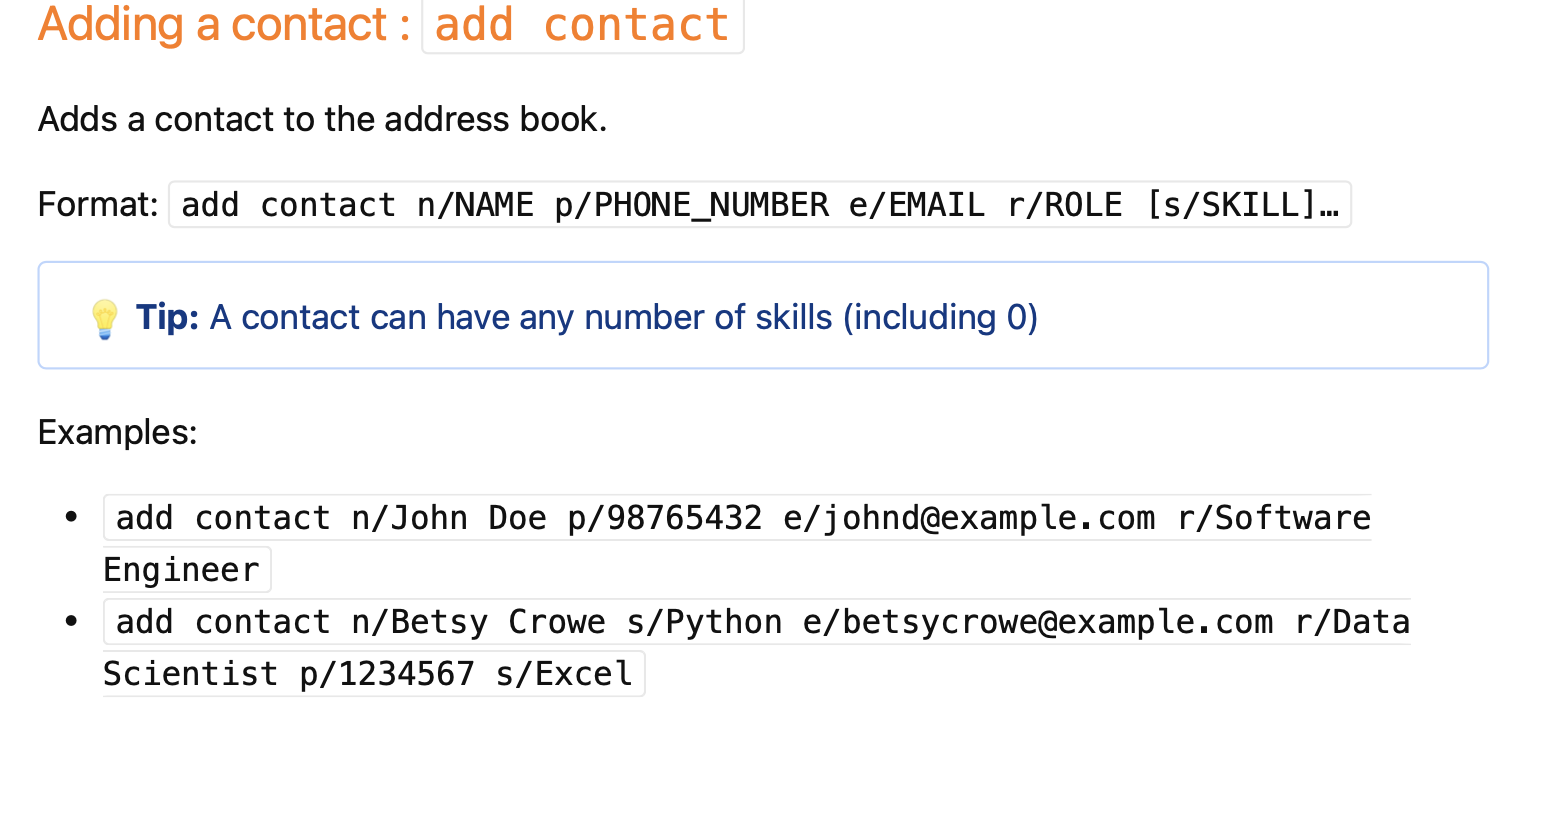 Adding a contact : add contact
Adds a contact to the address book.
Format: add contact n/NAME p/PHONE_NUMBER e/EMAIL r/ROLE [s/SKILL]…
💡 Tip: A contact can have any number of skills (including 0)
Examples:
• add contact n/John Doe p/98765432 e/johnd@example.com r/Software
Engineer
• add contact n/Betsy Crowe s/Python e/betsycrowe@example.com r/Data
Scientist p/1234567 s/Excel